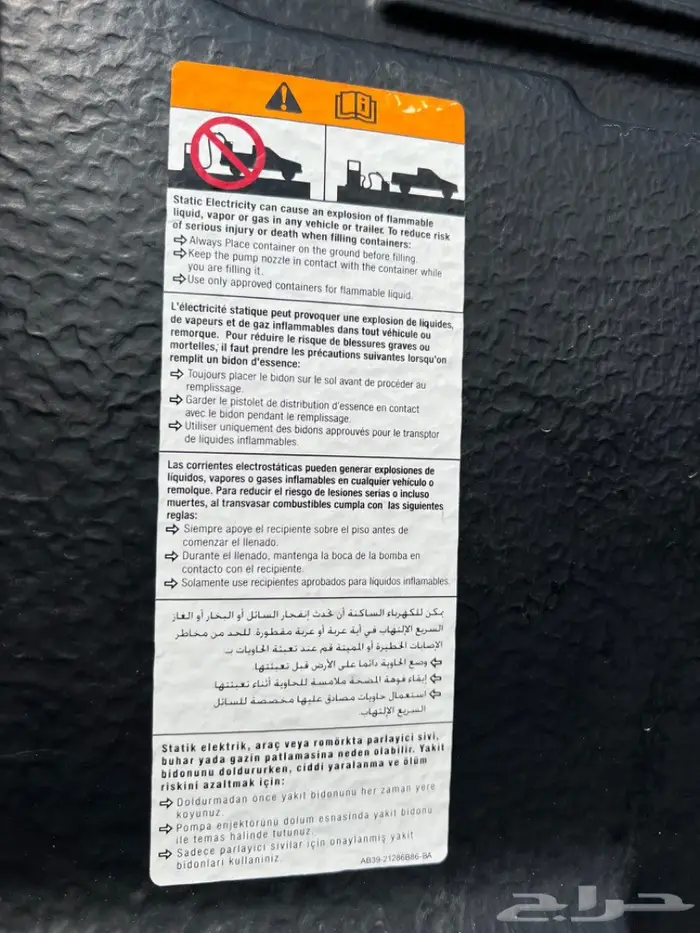 Static Electricity can cause an explosion of flammable
liquid, vapor or gas in any vehicle or trailer. To reduce risk
of serious injury or death when filling containers:
⇨Always Place container on the ground before filling.
⇨Keep the pump nozzle in contact with the container while
you are filling it.
⇨Use only approved containers for flammable liquid.
L'électricité statique peut provoquer une explosion de liquides,
de vapeurs et de gaz inflammables dans tout véhicule ou
remorque. Pour réduire le risque de blessures graves ou
mortelles, il faut prendre les précautions suivantes lorsqu'on
remplit un bidon d'essence:
⇨ Toujours placer le bidon sur le sol avant de procéder au
remplissage.
⇨ Garder le pistolet de distribution d'essence en contact
avec le bidon pendant le remplissage.
⇨ Utiliser uniquement des bidons approuvés pour le transptor
de liquides inflammables.
Las corrientes electrostáticas pueden generar explosiones de
líquidos, vapores o gases inflamables en cualquier vehículo o
remolque. Para reducir el riesgo de lesiones serias o incluso
muertes, al transvasar combustibles cumpla con las siguientes
reglas:
⇨ Siempre apoye el recipiente sobre el piso antes de
comenzar el llenado.
⇨ Durante el llenado, mantenga la boca de la bomba en
contacto con el recipiente.
⇨ Solamente use recipientes aprobados para líquidos inflamables.
يمكن للكهرباء الساكنة أن تحدث إنفجار السائل أو البخار أو الغاز
السريع الإلتهاب في أية عربة أو عربة مقطورة. للحد من مخاطر
الإصابات الخطيرة أو المميتة قم عند تعبئة الحاويات بـ
⇦ وضع الحاوية دائما على الأرض قبل تعبئتها.
⇦ إبقاء فوهة المضخة ملامسة للحاوية أثناء تعبئتها
⇦ استعمال حاويات مصادق عليها مخصصة للسائل
السريع الإلتهاب.
Statik elektrik, araç veya romörkta parlayici sivi,
buhar yada gazin patlamasina neden olabilir. Yakit
bidonunu doldururken, ciddi yaralanma ve ölüm
riskini azaltmak için:
⇨ Doldurmadan önce yakit bidonunu her zaman yere
koyunuz.
⇨ Pompa enjektörünü dolum esnasinda yakit bidonu
ile temas halinde tutunuz.
⇨ Sadece parlayici sivilar için onaylanmiş yakit
bidonlari kullaniniz.
AB39-21286B86-BA
حراج